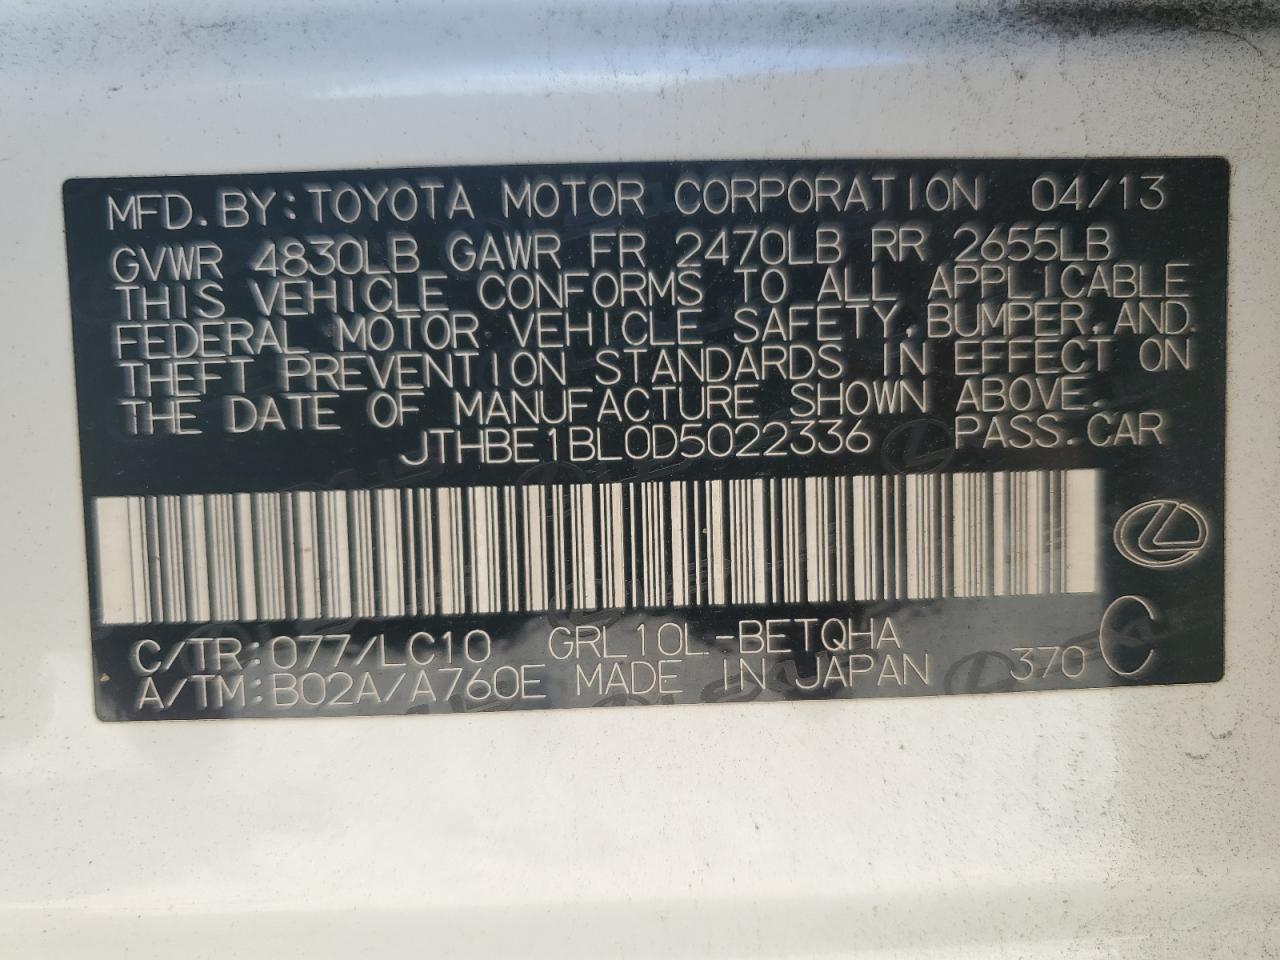 MFD. BY: TOYOTA MOTOR CORPORATION 04/13
GVWR 4830LB GAWR FR 2470LB RR 2655LB
THIS VEHICLE CONFORMS TO ALL APPLICABLE
FEDERAL MOTOR VEHICLE SAFETY, BUMPER, AND
THEFT PREVENTION STANDARDS IN EFFECT ON
THE DATE OF MANUFACTURE SHOWN ABOVE.
JTHBE1BL0D5022336 PASS. CAR
C/TR: 077/LC10 GRL10L-BETQHA
A/TM: B02A/A760E MADE IN JAPAN 370 C